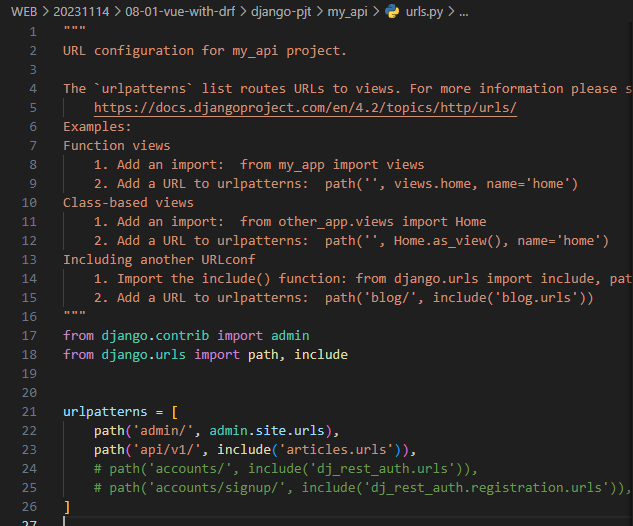 WEB > 20231114 > 08-01-vue-with-drf > django-pjt > my_api > urls.py > ...
1 """
2 URL configuration for my_api project.
3
4 The `urlpatterns` list routes URLs to views. For more information please s
5     https://docs.djangoproject.com/en/4.2/topics/http/urls/
6 Examples:
7 Function views
8     1. Add an import:  from my_app import views
9     2. Add a URL to urlpatterns:  path('', views.home, name='home')
10 Class-based views
11     1. Add an import:  from other_app.views import Home
12     2. Add a URL to urlpatterns:  path('', Home.as_view(), name='home')
13 Including another URLconf
14     1. Import the include() function: from django.urls import include, pat
15     2. Add a URL to urlpatterns:  path('blog/', include('blog.urls'))
16 """
17 from django.contrib import admin
18 from django.urls import path, include
19
20
21 urlpatterns = [
22     path('admin/', admin.site.urls),
23     path('api/v1/', include('articles.urls')),
24     # path('accounts/', include('dj_rest_auth.urls')),
25     # path('accounts/signup/', include('dj_rest_auth.registration.urls')),
26 ]
27